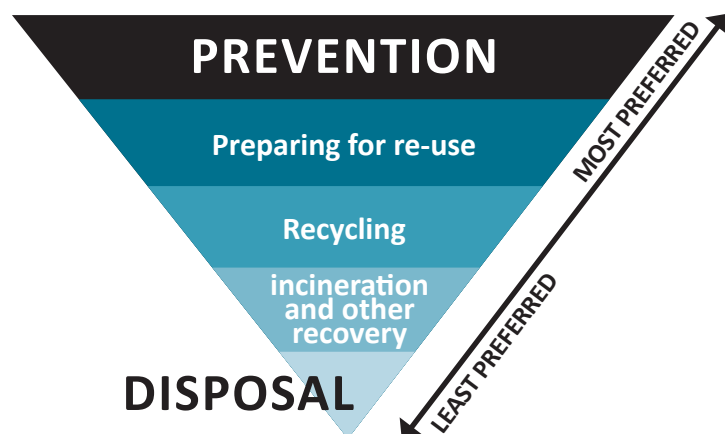 PREVENTION
MOST PREFERRED
Preparing for re-use
Recycling
incineration
and other
recovery
LEAST PREFERRED
DISPOSAL